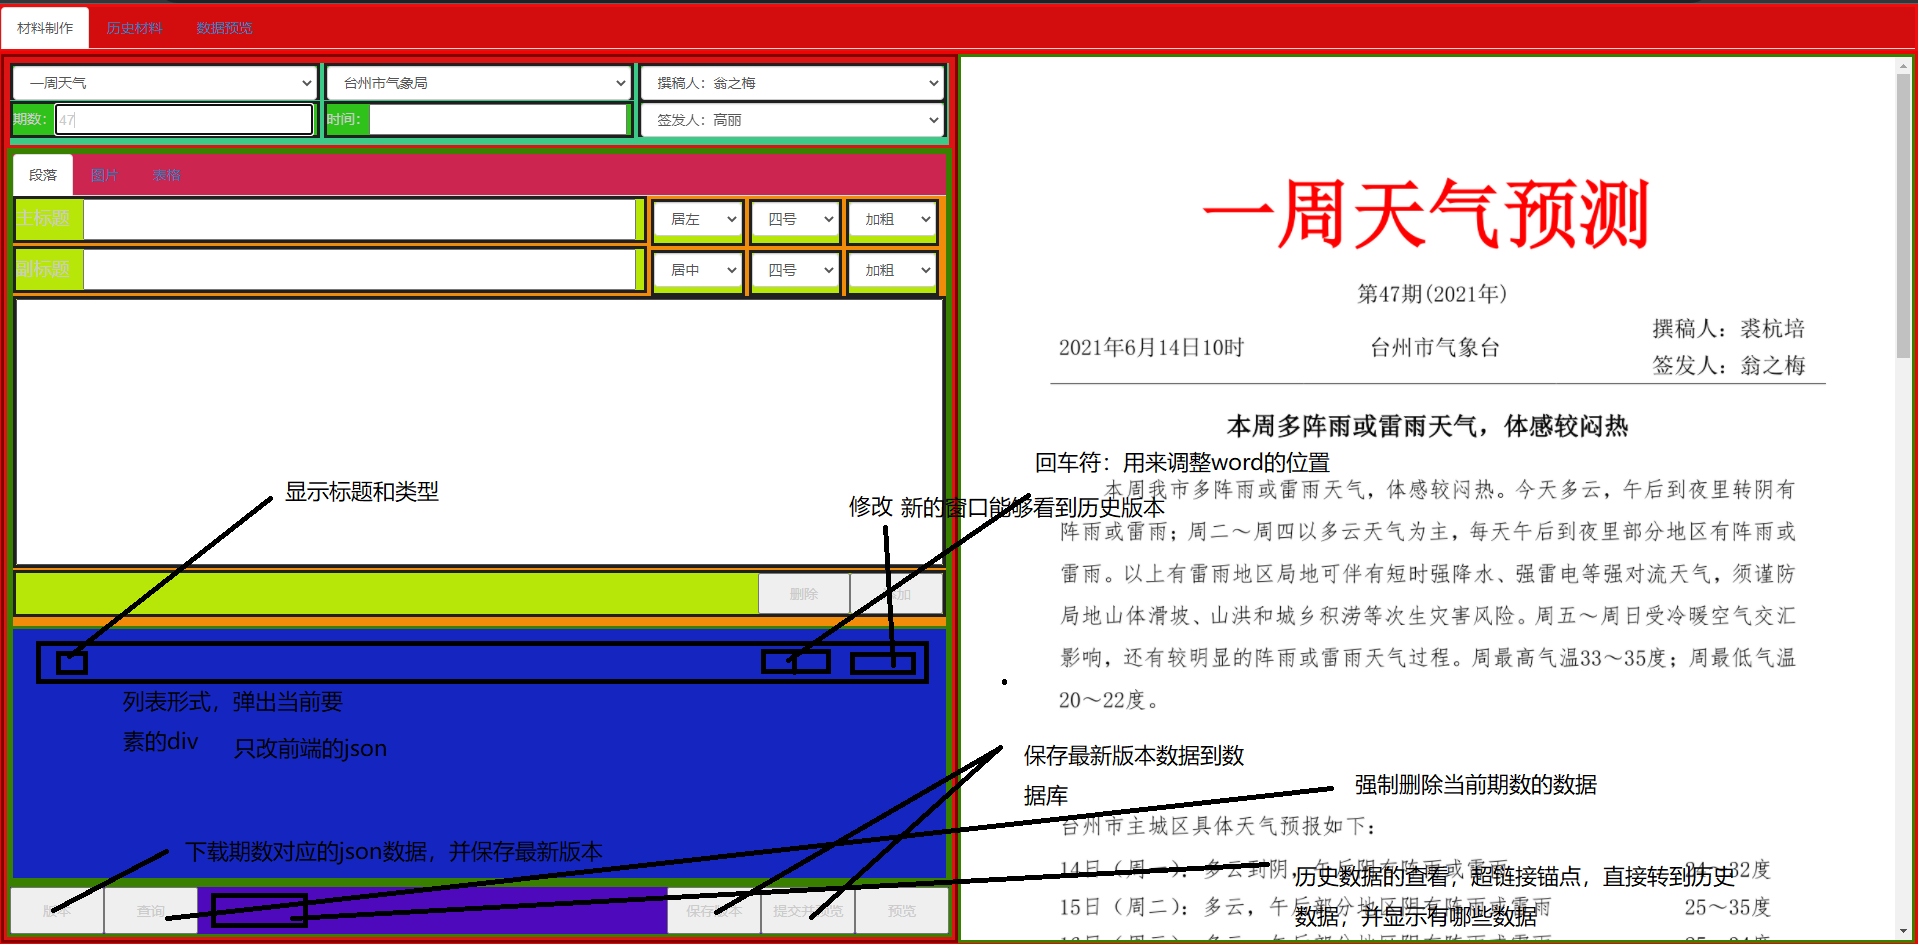 材料制作 历史材料 数据预览
一周天气 台州市气象局 撰稿人：翁之梅
期数： 47 时间： 签发人：高丽
段落 图片 表格
主标题 居左 四号 加粗
副标题 居中 四号 加粗
显示标题和类型
修改 新的窗口能够看到历史版本
回车符：用来调整word的位置
删除 加
列表形式，弹出当前要
素的div 只改前端的json
下载期数对应的json数据，并保存最新版本
版本 查询 保存版本 提交并预览 预览
一周天气预测
第47期(2021年)
2021年6月14日10时 台州市气象台 撰稿人：裘杭培
签发人：翁之梅
本周多阵雨或雷雨天气，体感较闷热
本周我市多阵雨或雷雨天气，体感较闷热。今天多云，午后到夜里转阴有
阵雨或雷雨；周二～周四以多云天气为主，每天午后到夜里部分地区有阵雨或
雷雨。以上有雷雨地区局地可伴有短时强降水、强雷电等强对流天气，须谨防
局地山体滑坡、山洪和城乡积涝等次生灾害风险。周五～周日受冷暖空气交汇
影响，还有较明显的阵雨或雷雨天气过程。周最高气温33～35度；周最低气温
20～22度。
保存最新版本数据到数
据库
强制删除当前期数的数据
台州市主城区具体天气预报如下：
14日（周一）：多云到阴，午后阴有阵雨或雷雨 24～32度
历史数据的查看，超链接锚点，直接转到历史
数据，并显示有哪些数据
15日（周二）：多云，午后部分地区阴有阵雨或雷雨 25～35度